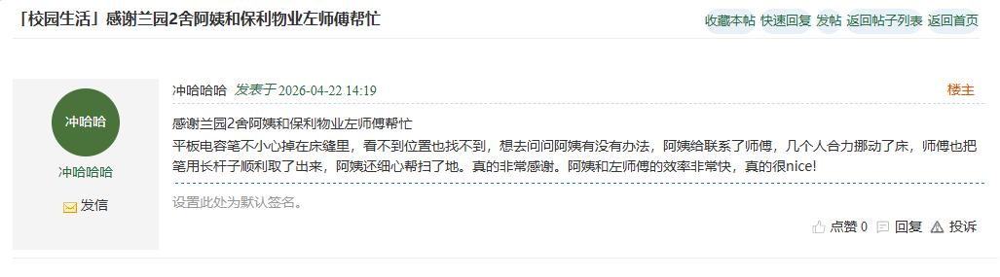 「校园生活」感谢兰园2舍阿姨和保利物业左师傅帮忙
收藏本帖 快速回复 发帖 返回帖子列表 返回首页
冲哈哈
冲哈哈哈
发信
冲哈哈哈 发表于 2026-04-22 14:19
楼主
感谢兰园2舍阿姨和保利物业左师傅帮忙
平板电容笔不小心掉在床缝里，看不到位置也找不到，想去问问阿姨有没有办法，阿姨给联系了师傅，几个人合力挪动了床，师傅也把
笔用长杆子顺利取了出来，阿姨还细心帮扫了地。真的非常感谢。阿姨和左师傅的效率非常快，真的很nice!
设置此处为默认签名。
点赞 0 回复 投诉